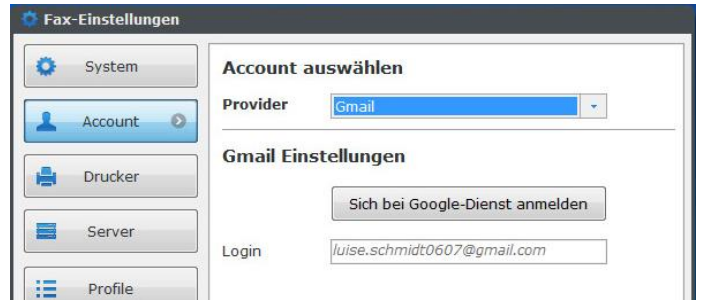 Fax-Einstellungen
System
Account
Drucker
Server
Profile
Account auswählen
Provider Gmail
Gmail Einstellungen
Sich bei Google-Dienst anmelden
Login luise.schmidt0607@gmail.com